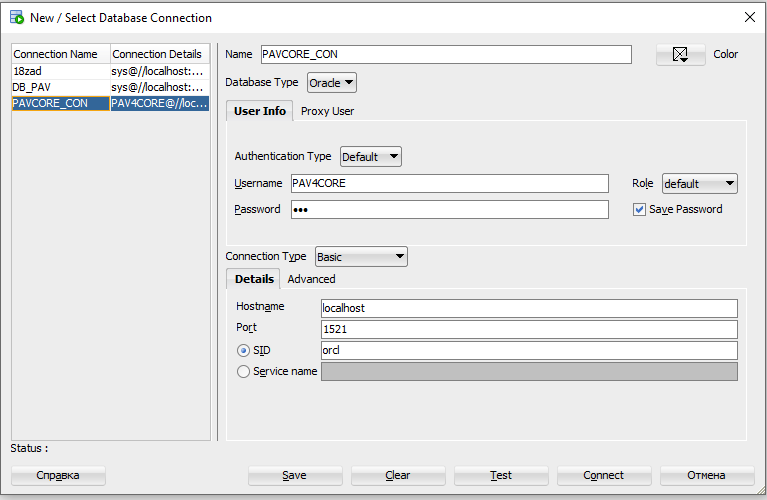 New / Select Database Connection
Connection Name Connection Details
18zad sys@//localhost:...
DB_PAV sys@//localhost:...
PAVCORE_CON PAV4CORE@//loc...
Name PAVCORE_CON Color
Database Type Oracle
User Info Proxy User
Authentication Type Default
Username PAV4CORE Role default
Password ••• Save Password
Connection Type Basic
Details Advanced
Hostname localhost
Port 1521
SID orcl
Service name
Status :
Справка Save Clear Test Connect Отмена